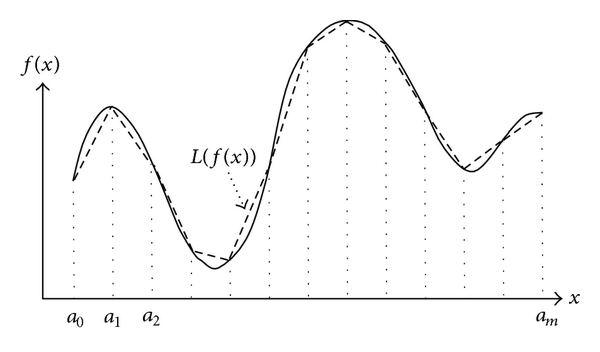 f(x)
L(f(x))
x
a₀ a₁ a₂ aₘ